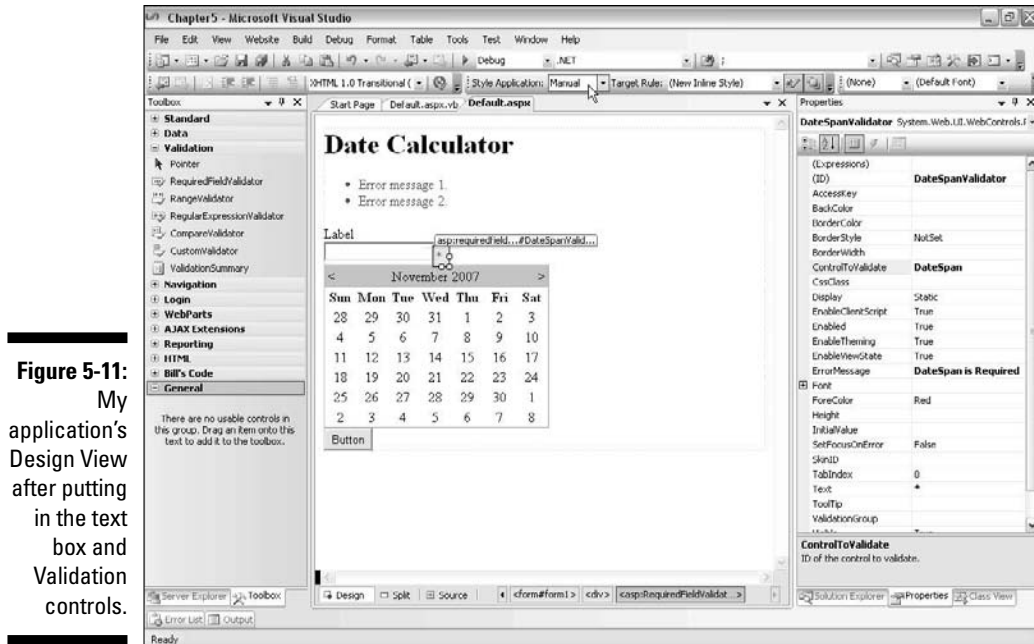 Chapter5 - Microsoft Visual Studio
File Edit View Website Build Debug Format Table Tools Test Window Help
Debug .NET
XHTML 1.0 Transitional ( Style Application: Manual Target Rule: (New Inline Style) (None) (Default Font)
Toolbox
Standard
Data
Validation
Pointer
RequiredFieldValidator
RangeValidator
RegularExpressionValidator
CompareValidator
CustomValidator
ValidationSummary
Navigation
Login
WebParts
AJAX Extensions
Reporting
HTML
Bill's Code
General
There are no usable controls in
this group. Drag an item onto this
text to add it to the toolbox.
Server Explorer Toolbox
Start Page Default.aspx.vb Default.aspx
Date Calculator
• Error message 1.
• Error message 2.
Label
asp:requiredfield...#DateSpanValid...
*
< November 2007 >
Sun Mon Tue Wed Thu Fri Sat
28 29 30 31 1 2 3
4 5 6 7 8 9 10
11 12 13 14 15 16 17
18 19 20 21 22 23 24
25 26 27 28 29 30 1
2 3 4 5 6 7 8
Button
Design Split Source <form#form1> <div> <asp:RequiredFieldValidat...>
Properties
DateSpanValidator System.Web.UI.WebControls.F
(Expressions)
(ID) DateSpanValidator
AccessKey
BackColor
BorderColor
BorderStyle NotSet
BorderWidth
ControlToValidate DateSpan
CssClass
Display Static
EnableClientScript True
Enabled True
EnableTheming True
EnableViewState True
ErrorMessage DateSpan is Required
Font
ForeColor Red
Height
InitialValue
SetFocusOnError False
SkinID
TabIndex 0
Text *
ToolTip
ValidationGroup
ControlToValidate
ID of the control to validate.
Solution Explorer Properties Class View
Error List Output
Ready
Figure 5-11:
My
application's
Design View
after putting
in the text
box and
Validation
controls.